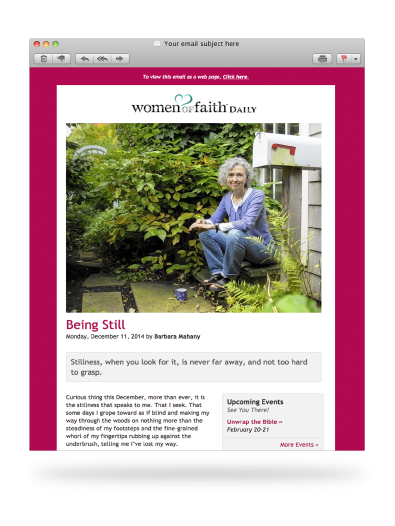 Your email subject here
To view this email as a web page, Click here.
women of faith DAILY
Being Still
Monday, December 11, 2014 by Barbara Mahany
Stillness, when you look for it, is never far away, and not too hard
to grasp.
Curious thing this December, more than ever, it is
the stillness that speaks to me. That I seek. That
some days I grope toward as if blind and making my
way through the woods on nothing more than the
steadiness of my footsteps and the fine-grained
whorl of my fingertips rubbing up against the
underbrush, telling me I've lost my way.
Upcoming Events
See You There!
Unwrap the Bible »
February 20-21
More Events »